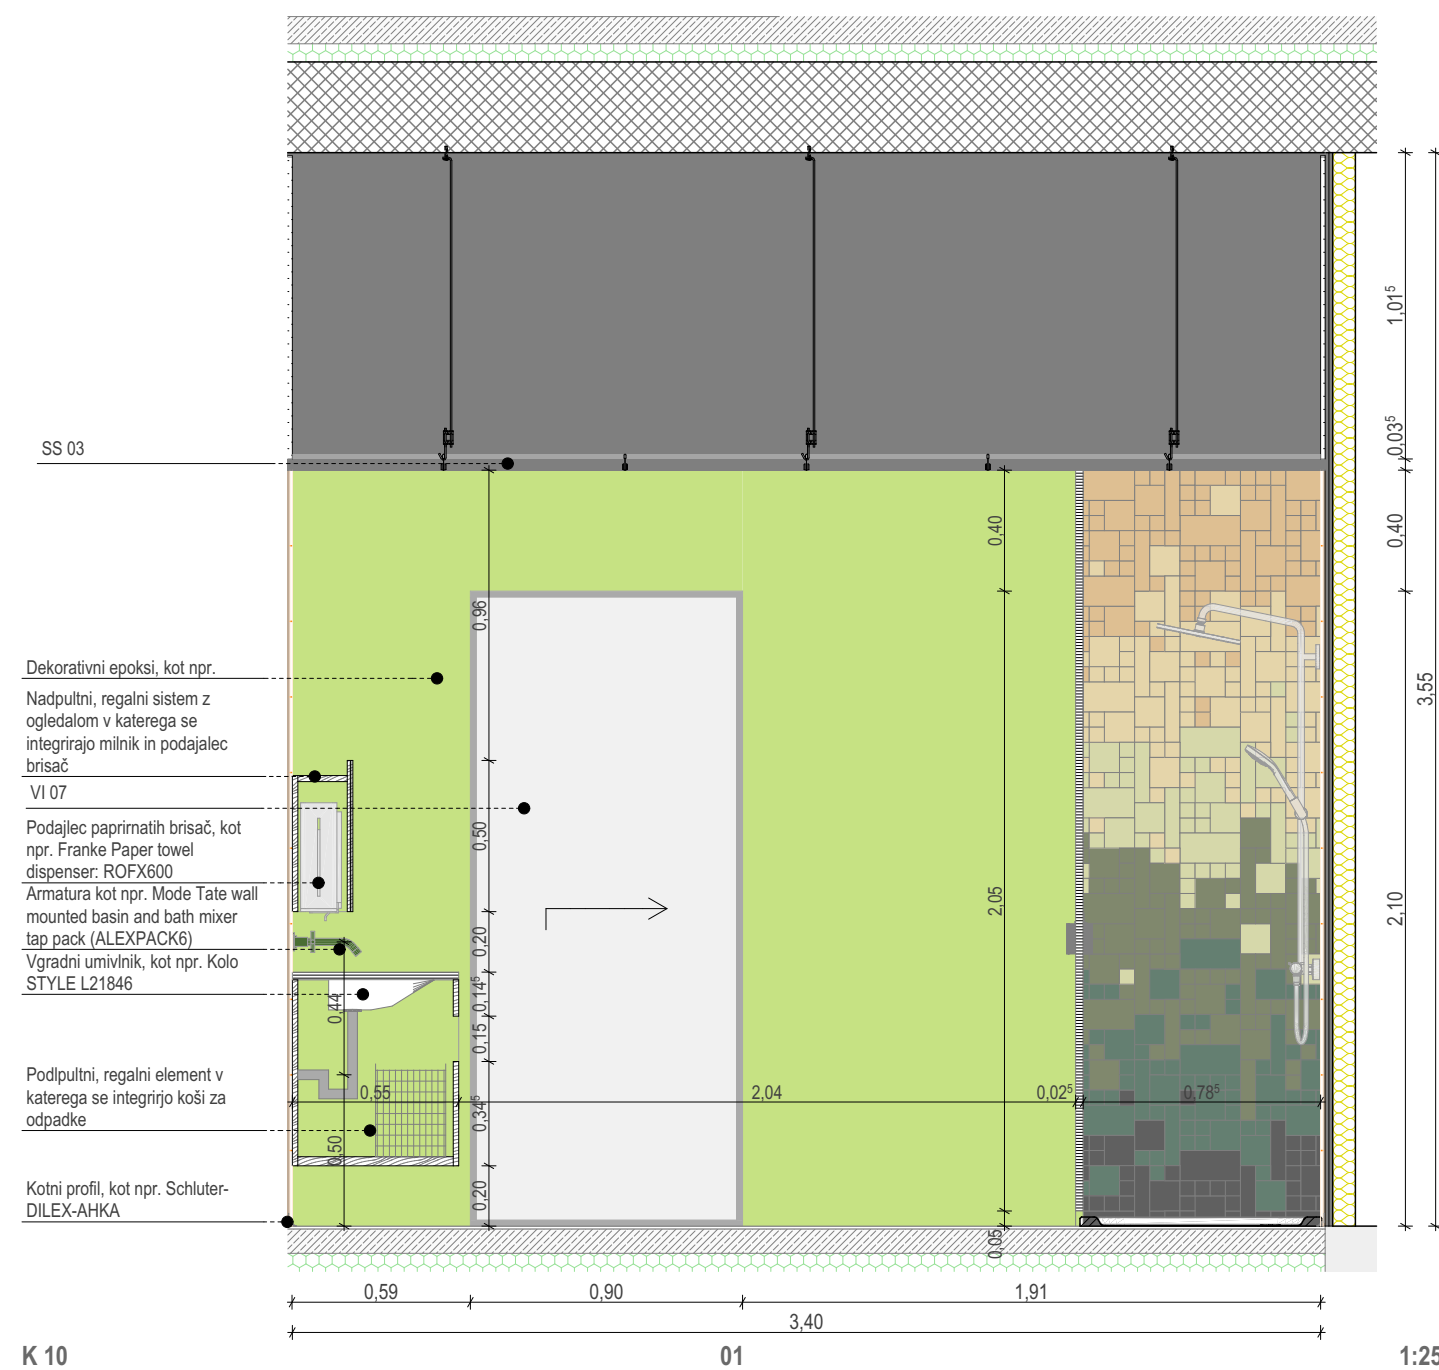 SS 03
Dekorativni epoksi, kot npr.
Nadpultni, regalni sistem z
ogledalom v katerega se
integrirajo milnik in podajalec
brisač
VI 07
Podajlec paprirnatih brisač, kot
npr. Franke Paper towel
dispenser: ROFX600
Armatura kot npr. Mode Tate wall
mounted basin and bath mixer
tap pack (ALEXPACK6)
Vgradni umivlnik, kot npr. Kolo
STYLE L21846
Podlpultni, regalni element v
katerega se integrirjo koši za
odpadke
Kotni profil, kot npr. Schluter-
DILEX-AHKA
0,96
0,50
0,20
0,14⁵
0,15
0,34⁵
0,20
0,44
0,50
0,55
2,04
0,02⁵
0,78⁵
0,40
2,05
0,05
1,01⁵
0,03⁵
0,40
2,10
3,55
0,59
0,90
1,91
3,40
K 10
01
1:25